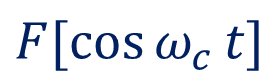 F[cos ω_c t]